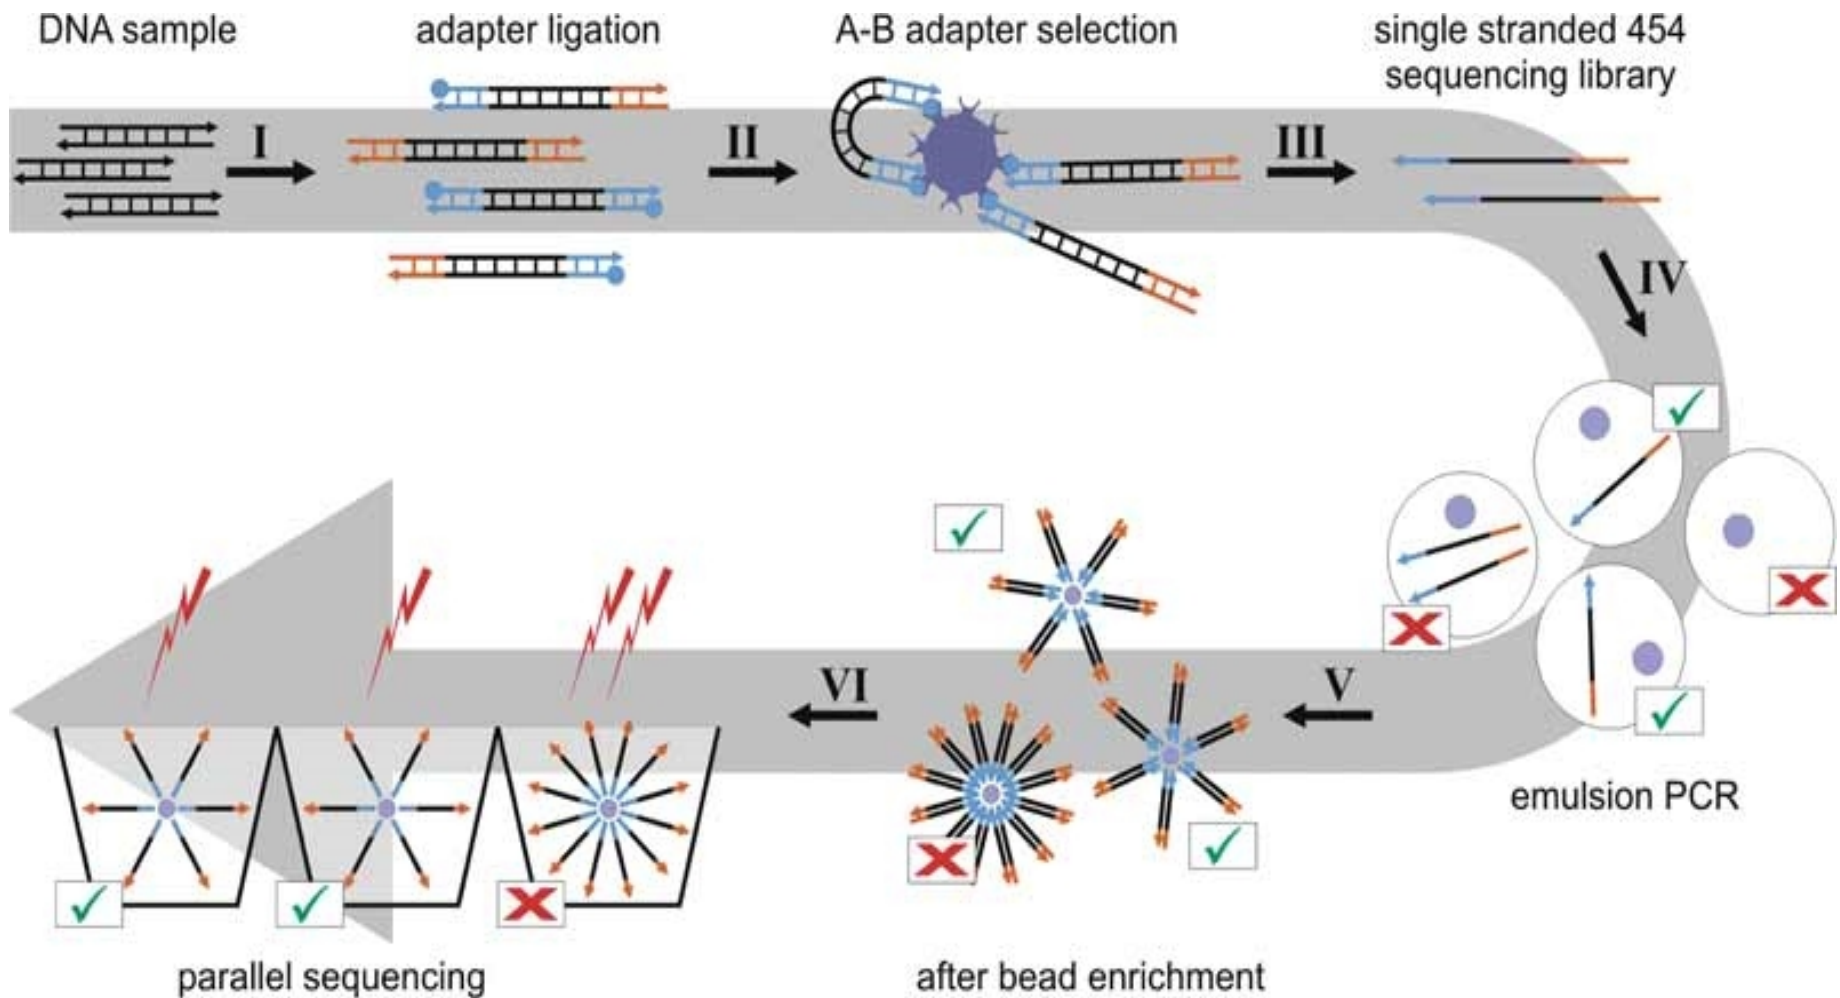 DNA sample
adapter ligation
A-B adapter selection
single stranded 454
sequencing library
I
II
III
IV
emulsion PCR
V
after bead enrichment
VI
parallel sequencing